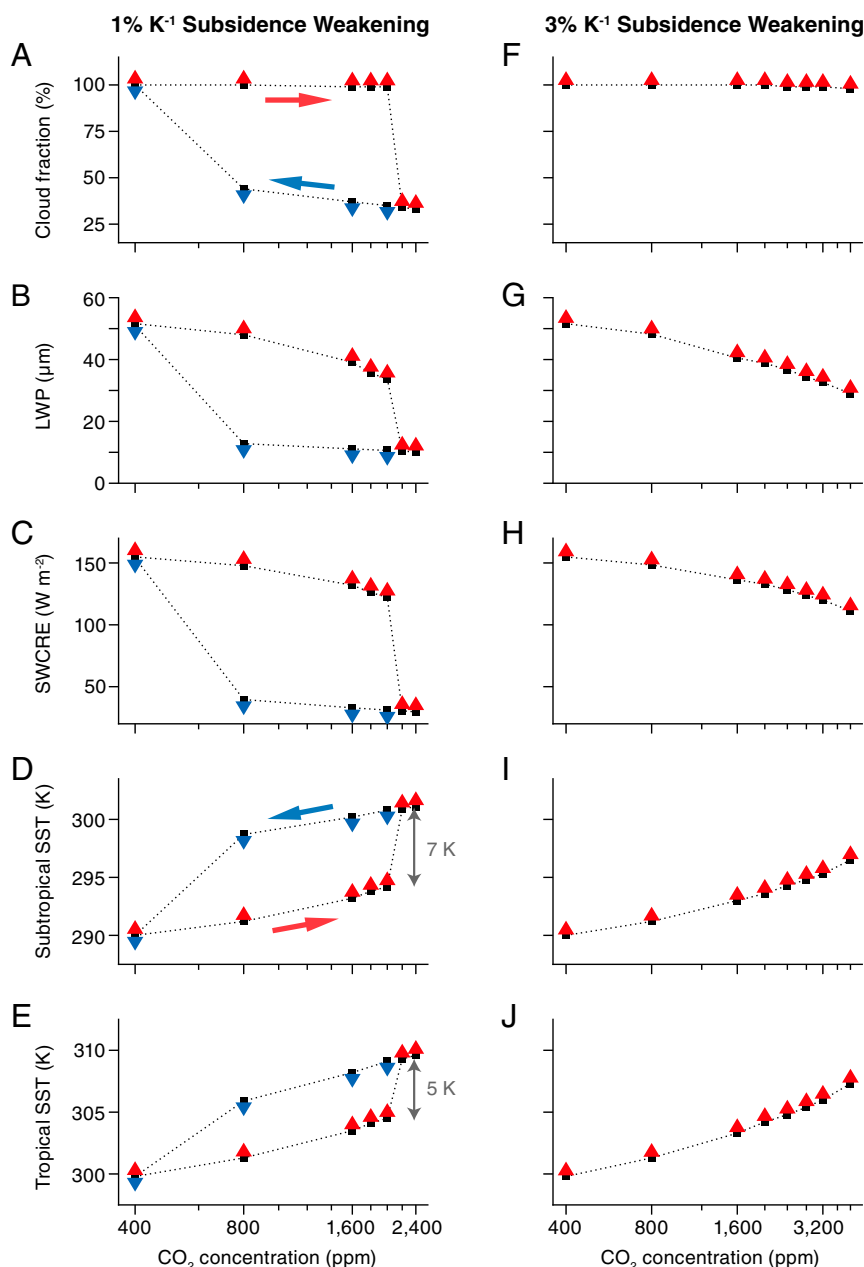 1% K⁻¹ Subsidence Weakening
3% K⁻¹ Subsidence Weakening
A
Cloud fraction (%)
100
75
50
25
F
B
LWP (µm)
60
40
20
0
G
C
SWCRE (W m⁻²)
150
100
50
H
D
Subtropical SST (K)
300
295
290
7 K
I
E
Tropical SST (K)
310
305
300
5 K
J
400
800
1,600
2,400
CO₂ concentration (ppm)
400
800
1,600
3,200
CO₂ concentration (ppm)